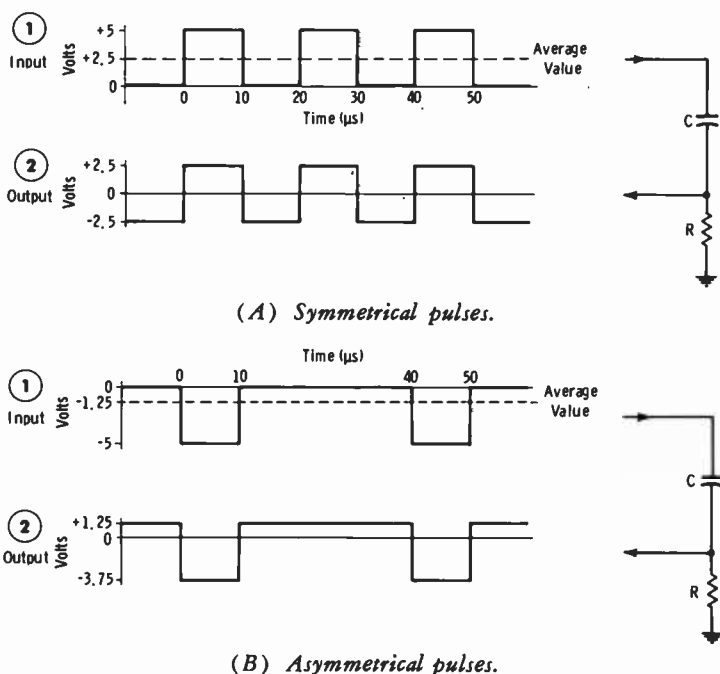 1
Input
Volts
+5
+2.5
0
Average
Value
0 10 20 30 40 50
Time (µs)
C
2
Output
Volts
+2.5
0
-2.5
R
(A) Symmetrical pulses.
Time (µs)
0 10 40 50
1
Input
Volts
0
-1.25
-5
Average
Value
C
2
Output
Volts
+1.25
0
-3.75
R
(B) Asymmetrical pulses.